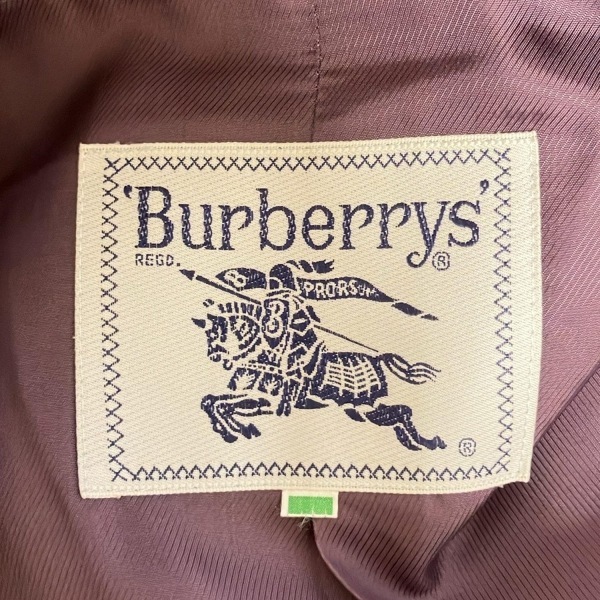 'Burberrys'
REGD. ®
B PRORSUM
B
®